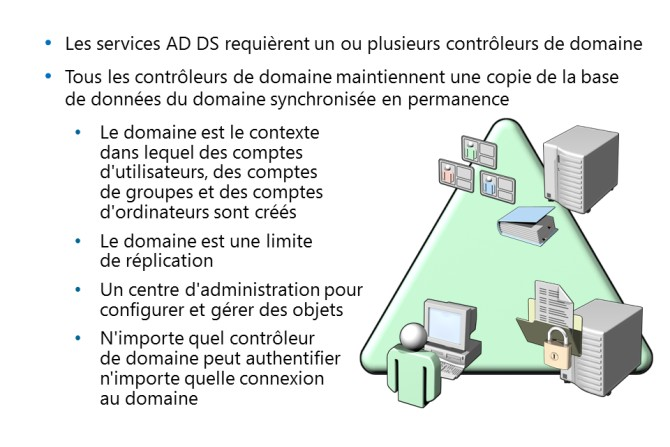 • Les services AD DS requièrent un ou plusieurs contrôleurs de domaine
• Tous les contrôleurs de domaine maintiennent une copie de la base
de données du domaine synchronisée en permanence
• Le domaine est le contexte
dans lequel des comptes
d'utilisateurs, des comptes
de groupes et des comptes
d'ordinateurs sont créés
• Le domaine est une limite
de réplication
• Un centre d'administration pour
configurer et gérer des objets
• N'importe quel contrôleur
de domaine peut authentifier
n'importe quelle connexion
au domaine